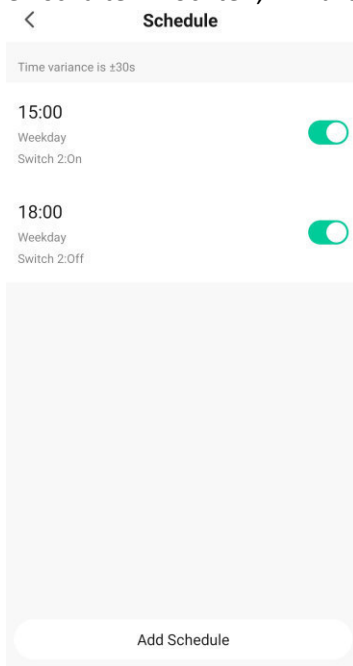 Schedule
Time variance is ±30s
15:00
Weekday
Switch 2:On
18:00
Weekday
Switch 2:Off
Add Schedule